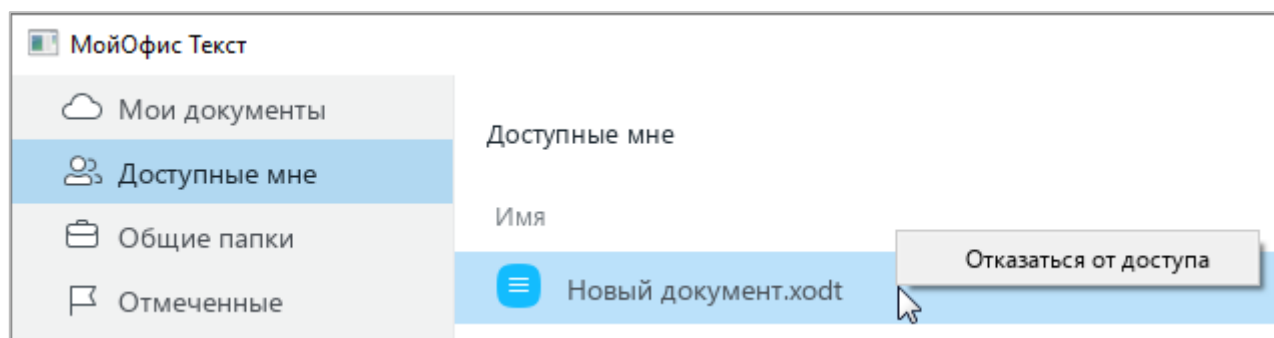 МойОфис Текст
Мои документы
Доступные мне
Общие папки
Отмеченные
Доступные мне
Имя
Новый документ.xodt
Отказаться от доступа